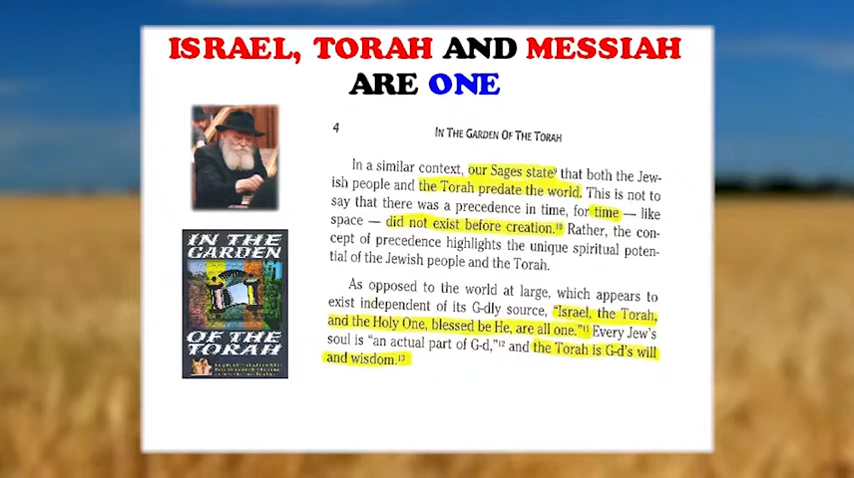 ISRAEL, TORAH AND MESSIAH
ARE ONE
4
IN THE GARDEN OF THE TORAH
In a similar context, our Sages state⁹ that both the Jew-
ish people and the Torah predate the world. This is not to
say that there was a precedence in time, for time — like
space — did not exist before creation.¹⁰ Rather, the con-
cept of precedence highlights the unique spiritual poten-
tial of the Jewish people and the Torah.
As opposed to the world at large, which appears to
exist independent of its G-dly source, “Israel, the Torah,
and the Holy One, blessed be He, are all one.”¹¹ Every Jew's
soul is “an actual part of G-d,”¹² and the Torah is G-d's will
and wisdom.¹³
IN THE
GARDEN
OF THE
TORAH